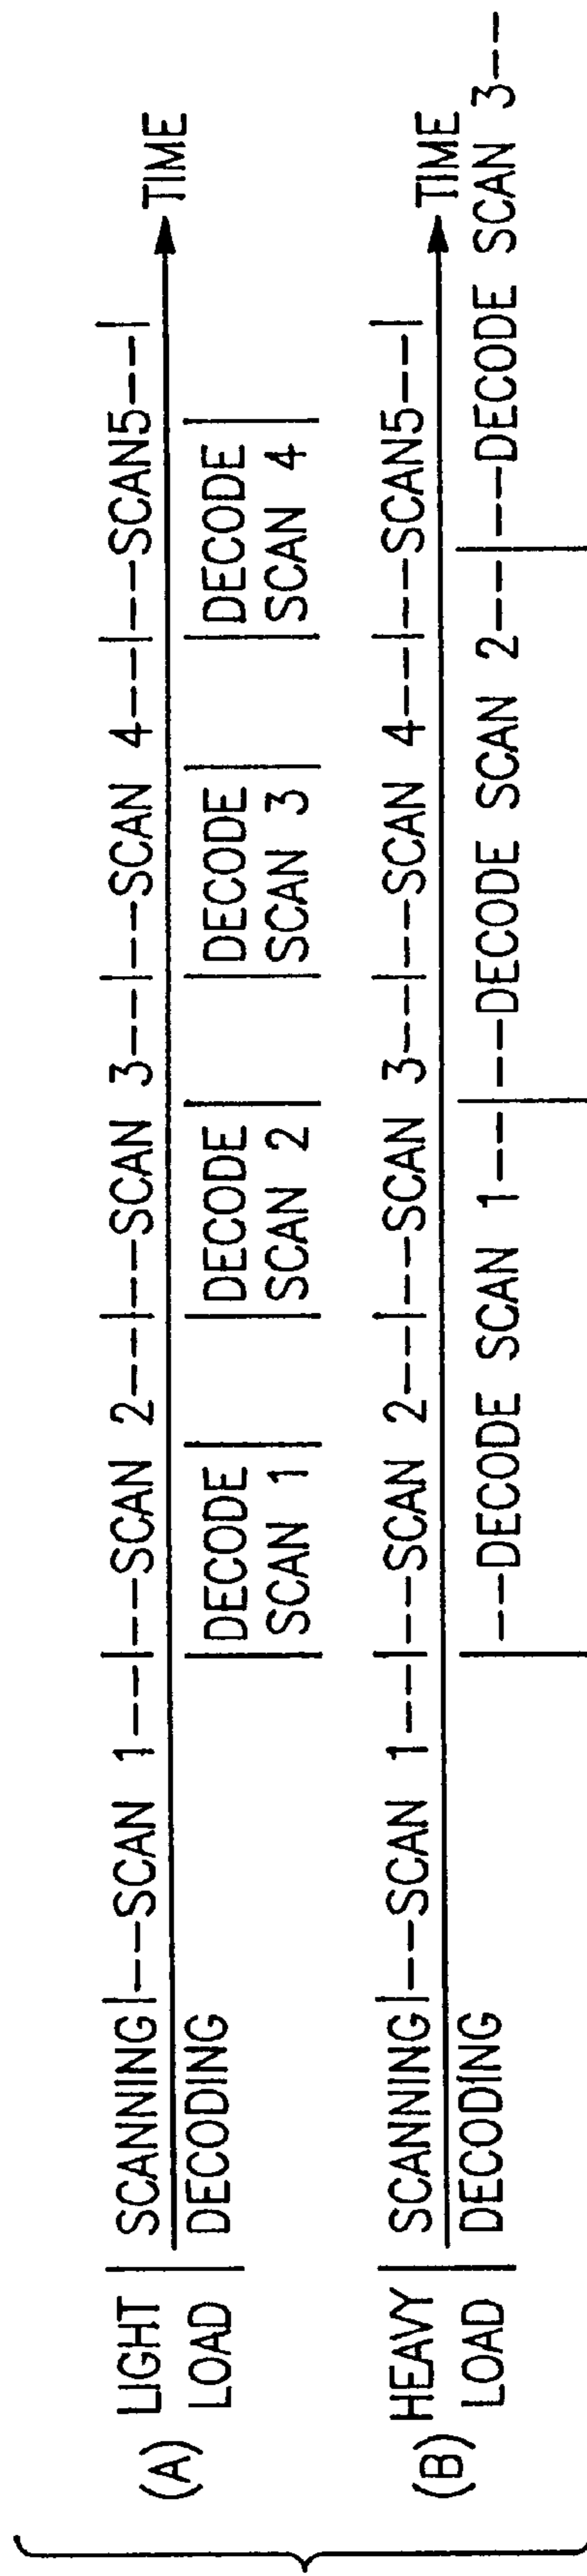 (A) LIGHT LOAD
SCANNING|---SCAN 1---|---SCAN 2---|---SCAN 3---|---SCAN 4---|---SCAN5---|
TIME
DECODING
DECODE SCAN 1
DECODE SCAN 2
DECODE SCAN 3
DECODE SCAN 4
(B) HEAVY LOAD
SCANNING|---SCAN 1---|---SCAN 2---|---SCAN 3---|---SCAN 4---|---SCAN5---|
TIME
DECODING
---DECODE SCAN 1---|---DECODE SCAN 2---|---DECODE SCAN 3---